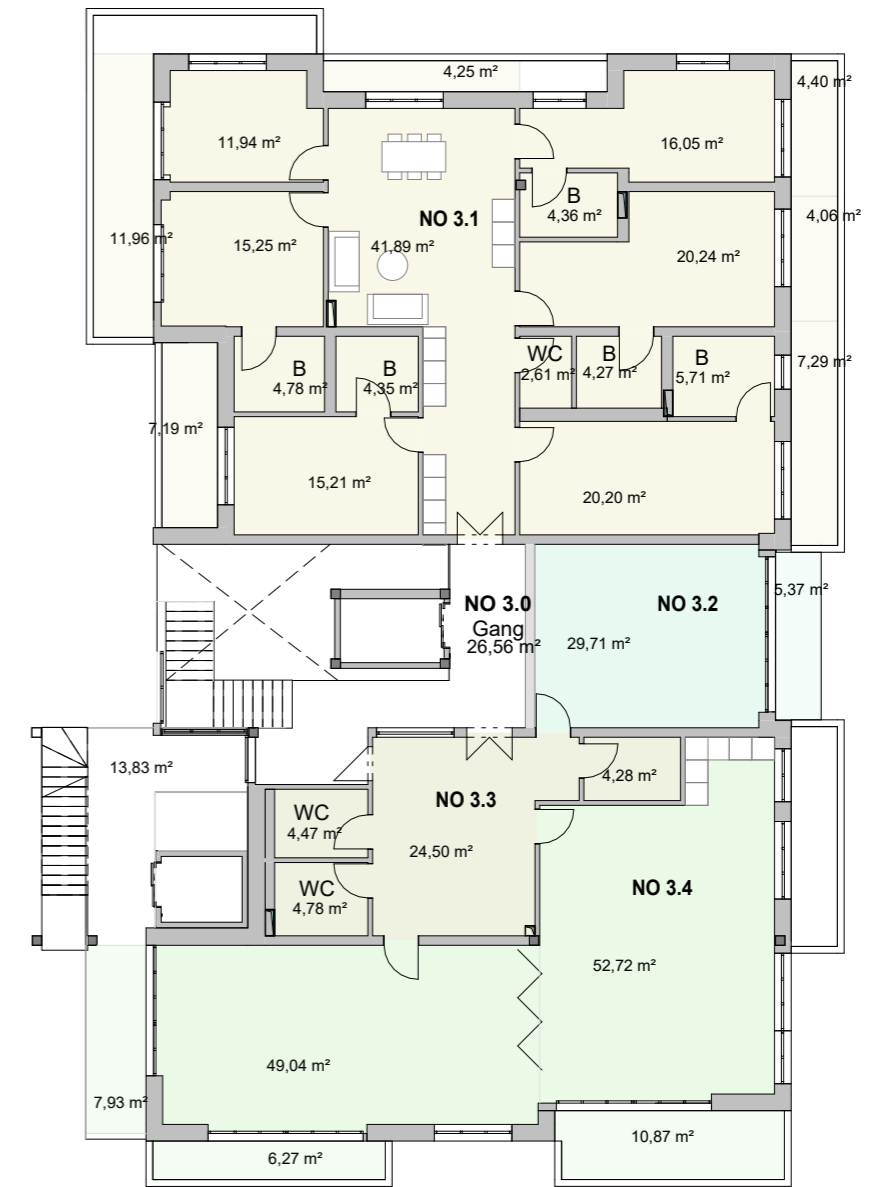 4,25 m²
4,40 m²
11,94 m²
16,05 m²
B
4,36 m²
NO 3.1
4,06 m²
11,96 m²
15,25 m²
41,89 m²
20,24 m²
WC
2,61 m²
B
4,27 m²
B
5,71 m²
7,29 m²
B
4,78 m²
B
4,35 m²
7,19 m²
15,21 m²
20,20 m²
NO 3.0
Gang
26,56 m²
NO 3.2
29,71 m²
5,37 m²
13,83 m²
4,28 m²
NO 3.3
WC
4,47 m²
24,50 m²
WC
4,78 m²
NO 3.4
52,72 m²
49,04 m²
7,93 m²
10,87 m²
6,27 m²